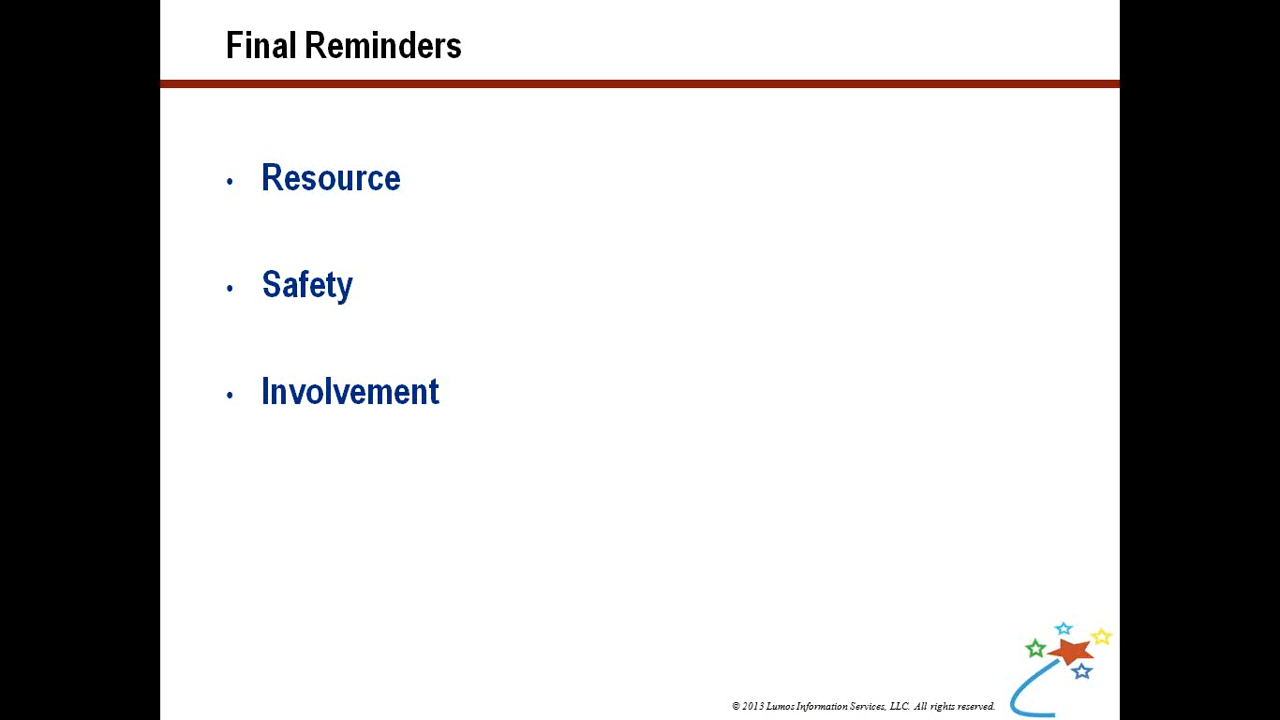 Final Reminders
• Resource
• Safety
• Involvement
© 2013 Lumos Information Services, LLC. All rights reserved.